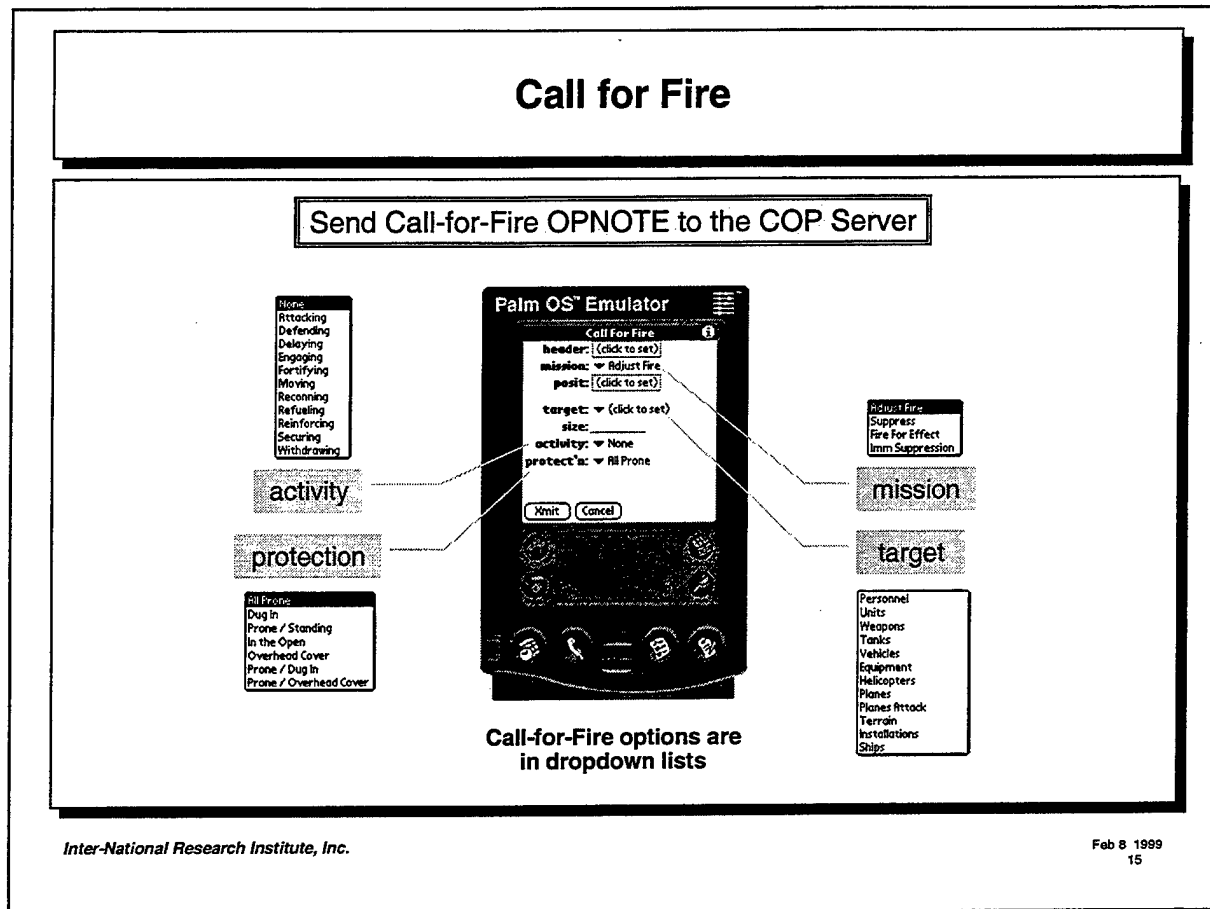 Call for Fire
Send Call-for-Fire OPNOTE to the COP Server
None
Attacking
Defending
Delaying
Engaging
Fortifying
Moving
Reconning
Refueling
Reinforcing
Securing
Withdrawing
activity
protection
All Prone
Dug in
Prone / Standing
In the Open
Overhead Cover
Prone / Dug In
Prone / Overhead Cover
Palm OS™ Emulator
Call For Fire
header: (click to set)
mission: Adjust Fire
posit: (click to set)
target: (click to set)
size:
activity: None
protect'n: All Prone
Xmit Cancel
Call-for-Fire options are
in dropdown lists
Adjust Fire
Suppress
Fire For Effect
Imm Suppression
mission
target
Personnel
Units
Weapons
Tanks
Vehicles
Equipment
Helicopters
Planes
Planes Attack
Terrain
Installations
Ships
Inter-National Research Institute, Inc.
Feb 8 1999
15